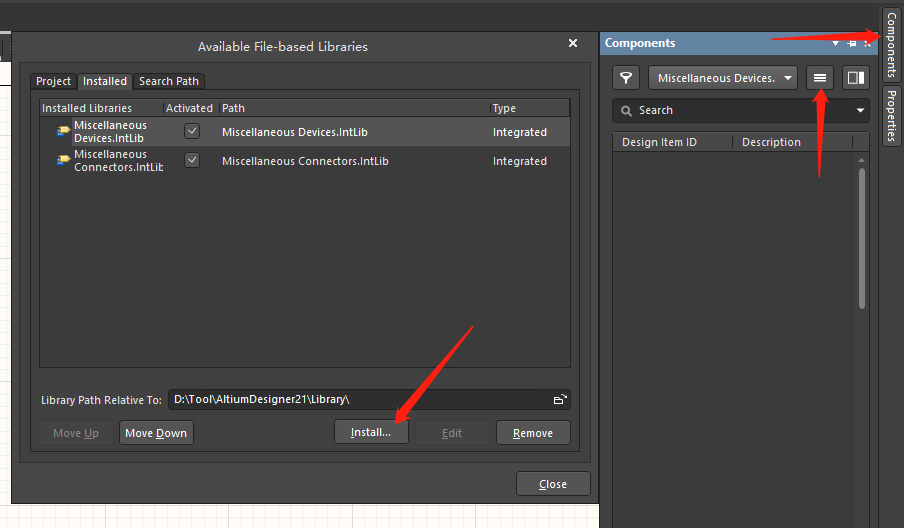 Available File-based Libraries
Project Installed Search Path
Installed Libraries Activated Path Type
Miscellaneous
Devices.IntLib
Miscellaneous Devices.IntLib Integrated
Miscellaneous
Connectors.IntLib
Miscellaneous Connectors.IntLib Integrated
Library Path Relative To: D:\Tool\AltiumDesigner21\Library\
Move Up Move Down Install... Edit Remove
Close
Components
Miscellaneous Devices.
Search
Design Item ID Description
Components
Properties